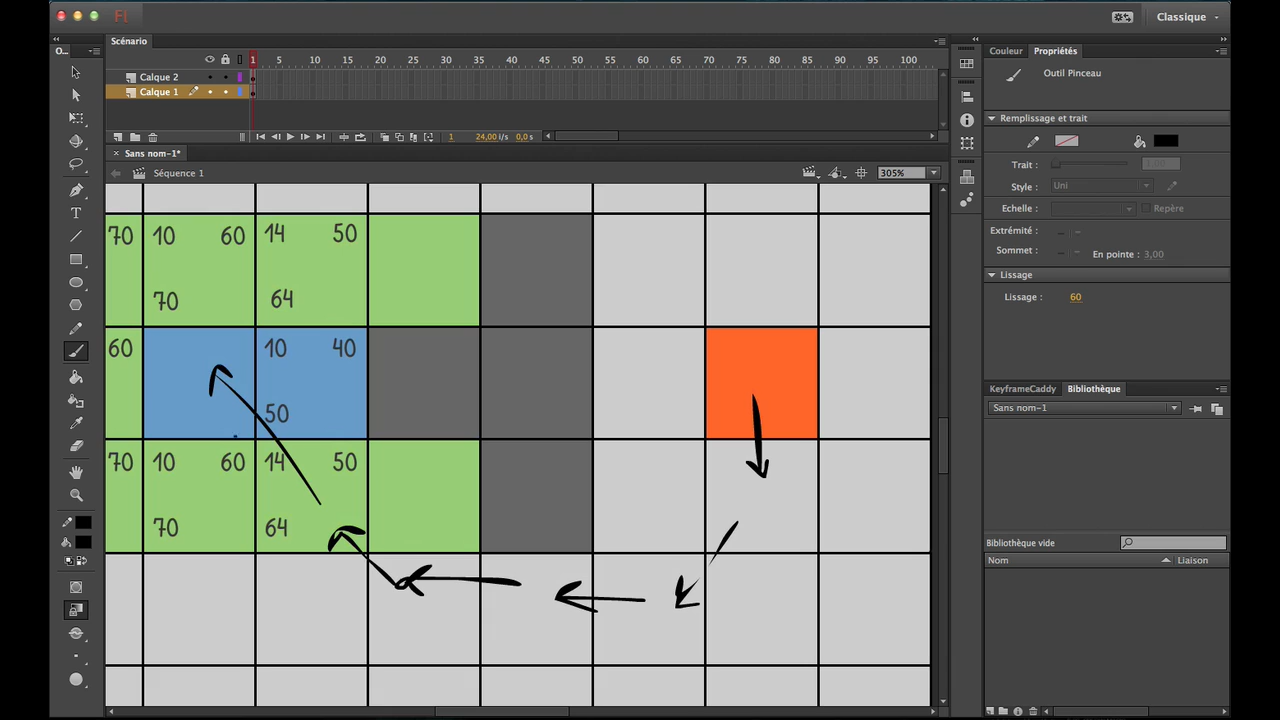 Fl
Classique
O...
Scénario
Couleur
Propriétés
1 5 10 15 20 25 30 35 40 45 50 55 60 65 70 75 80 85 90 95 100
Outil Pinceau
Calque 2
Calque 1
Remplissage et trait
1 24,00 i/s 0,0 s
Sans nom-1*
Trait : 1,00
Séquence 1
305%
Style : Uni
Echelle : Repère
Extrémité :
Sommet : En pointe : 3,00
Lissage
Lissage : 60
70 10 60 14 50
70 64
60 10 40
50
70 10 60 14 50
70 64
KeyframeCaddy
Bibliothèque
Sans nom-1
Bibliothèque vide
Nom
Liaison